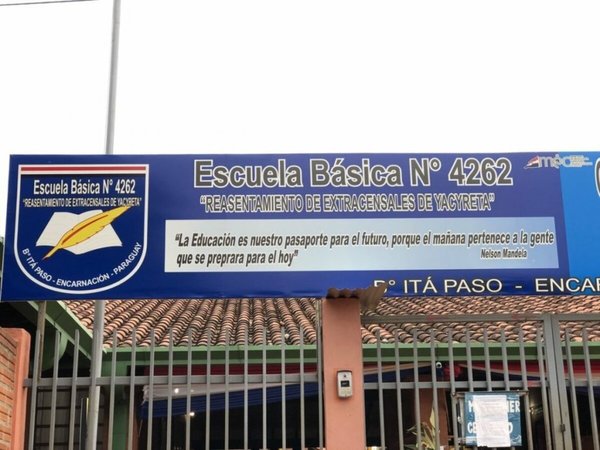 Escuela Básica N° 4262
"REASENTAMIENTO DE EXTRACENSALES DE YACYRETA"
B° ITÁ PASO - ENCARNACIÓN - PARAGUAY
Escuela Básica N° 4262
"REASENTAMIENTO DE EXTRACENSALES DE YACYRETA"
"La Educación es nuestro pasaporte para el futuro, porque el mañana pertenece a la gente
que se preprara para el hoy"
Nelson Mandela
B° ITÁ PASO - ENCAR
mec